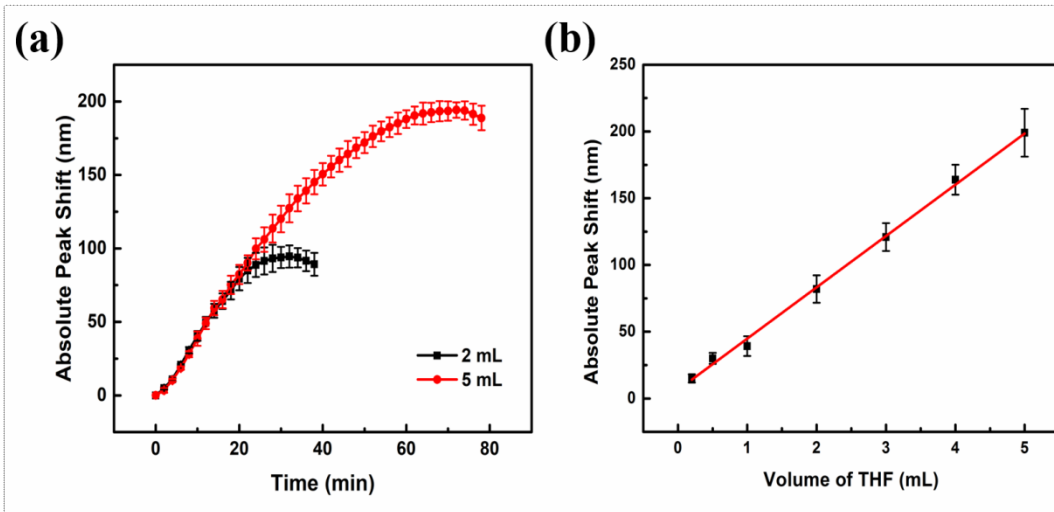 (a)
Absolute Peak Shift (nm)
200
150
100
50
0
0 20 40 60 80
Time (min)
2 mL
5 mL
(b)
Absolute Peak Shift (nm)
250
200
150
100
50
0
0 1 2 3 4 5
Volume of THF (mL)